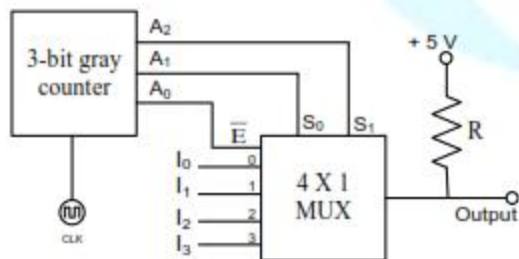 3-bit gray
counter
A₂
A₁
A₀
CLK
E̅
S₀
S₁
I₀
I₁
I₂
I₃
0
1
2
3
4 X 1
MUX
+ 5 V
R
Output